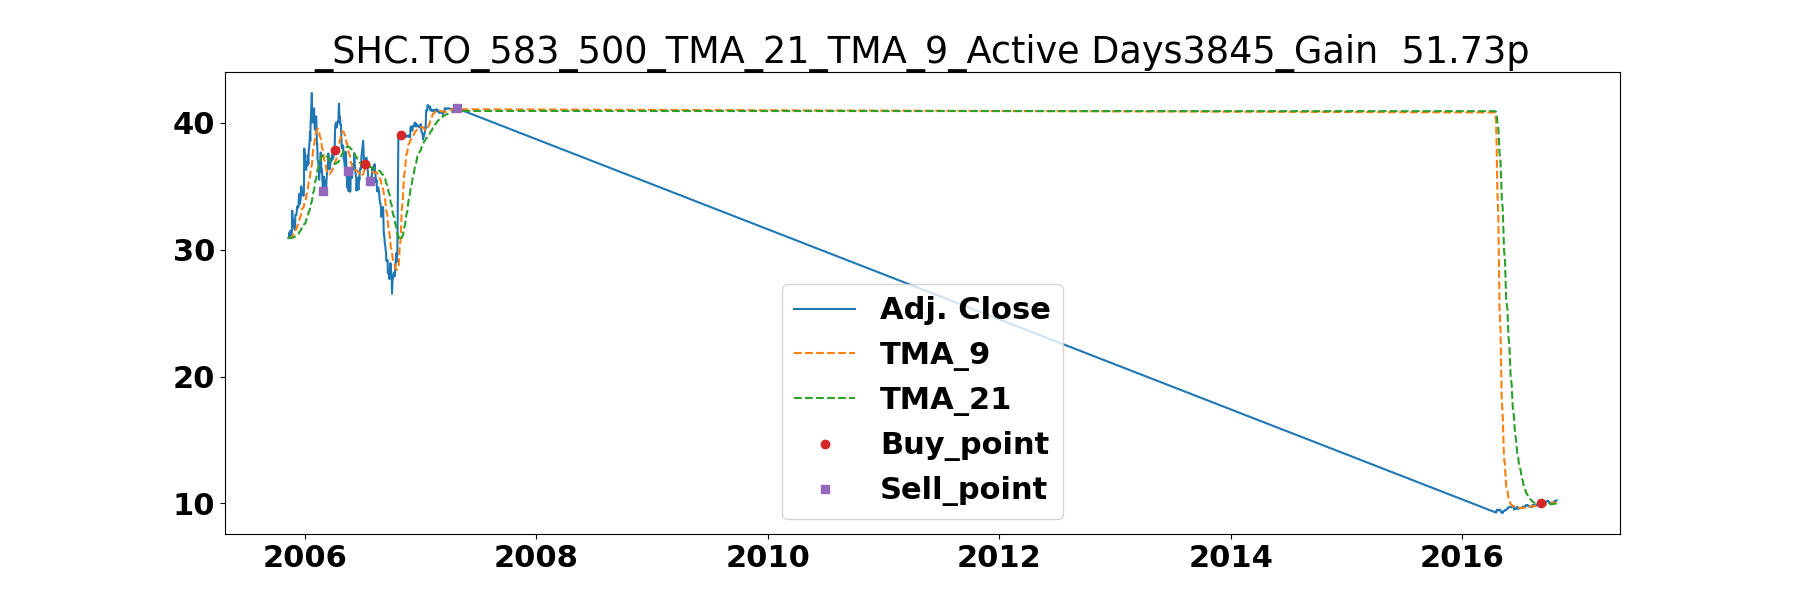 _SHC.TO_583_500_TMA_21_TMA_9_Active Days3845_Gain  51.73p
40
30
20
10
Adj. Close
TMA_9
TMA_21
Buy_point
Sell_point
2006 2008 2010 2012 2014 2016